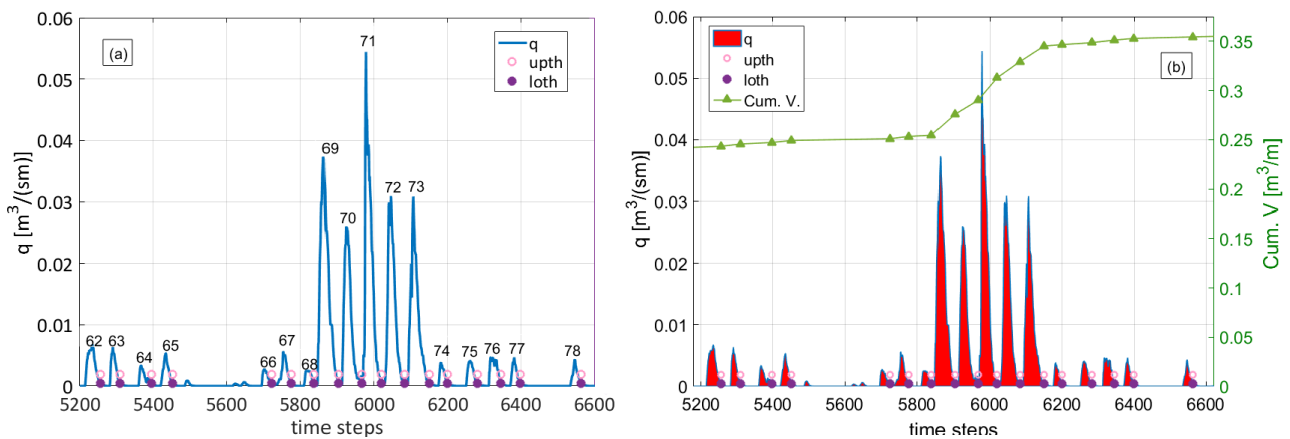 0.06
0.05
0.04
0.03
0.02
0.01
0
q [m³/(sm)]
(a)
q
upth
loth
62
63
64
65
66
67
68
69
70
71
72
73
74
75
76
77
78
5200 5400 5600 5800 6000 6200 6400 6600
time steps
0.06
0.05
0.04
0.03
0.02
0.01
0
q [m³/(sm)]
q
upth
loth
Cum. V.
(b)
0.35
0.30
0.25
0.20
0.15
0.1
0.05
0
Cum. V [m³/m]
5200 5400 5600 5800 6000 6200 6400 6600
time steps